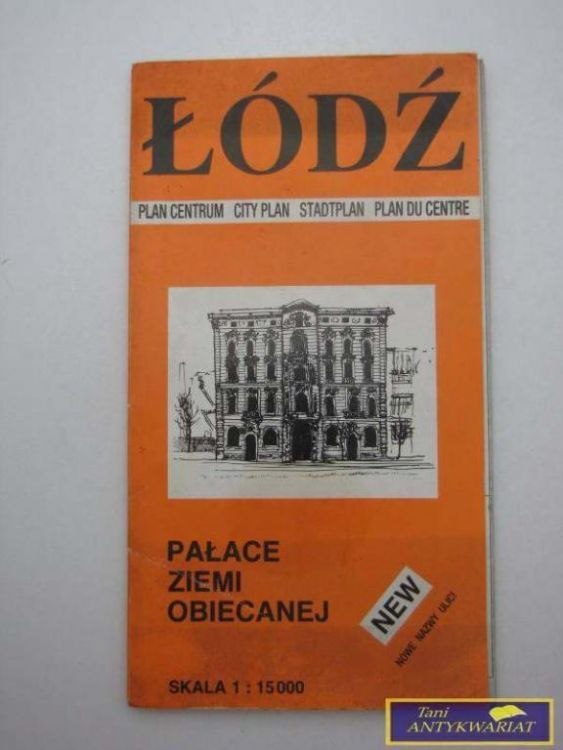 ŁÓDŹ
PLAN CENTRUM CITY PLAN STADTPLAN PLAN DU CENTRE
PAŁACE
ZIEMI
OBIECANEJ
NEW
NOWE NAZWY ULIC!
SKALA 1 : 15000
Tani
ANTYKWARIAT